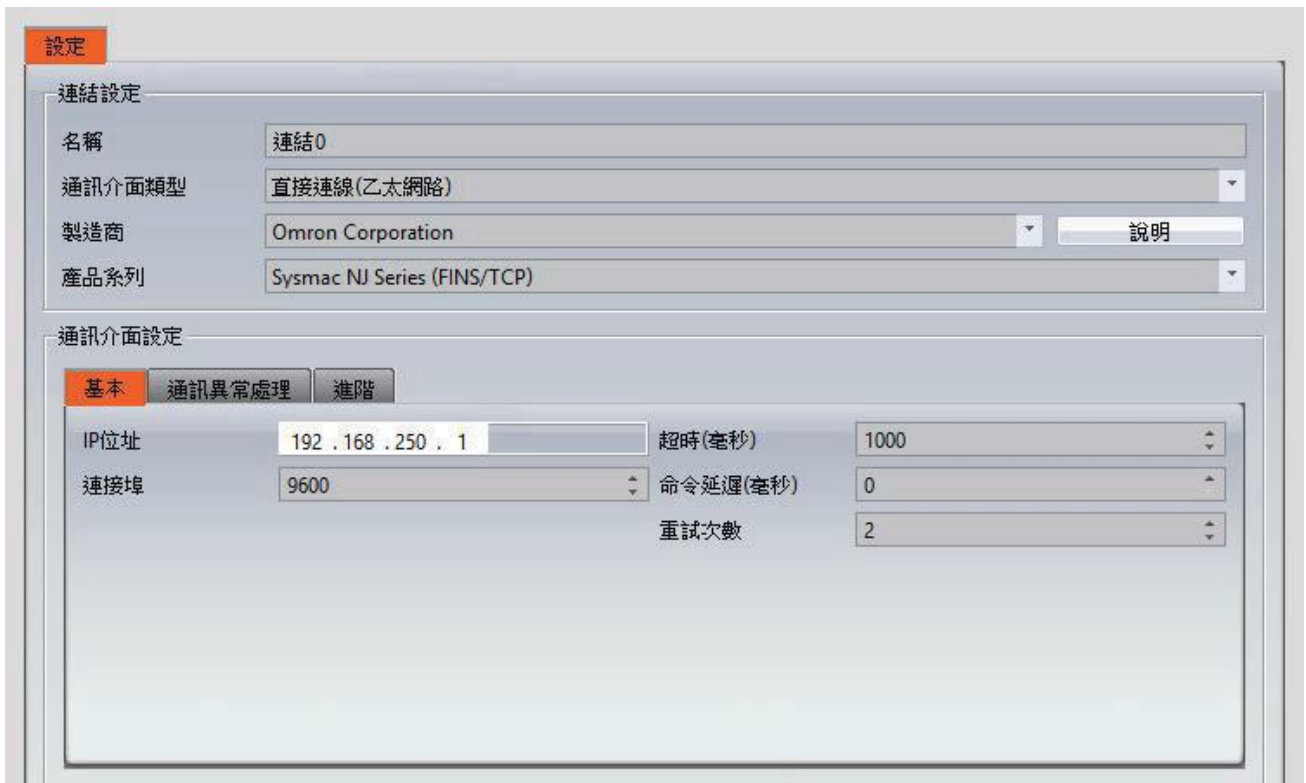 設定
連結設定
名稱 連結0
通訊介面類型 直接連線(乙太網路)
製造商 Omron Corporation 說明
產品系列 Sysmac NJ Series (FINS/TCP)
通訊介面設定
基本 通訊異常處理 進階
IP位址 192 . 168 . 250 . 1 超時(毫秒) 1000
連接埠 9600 命令延遲(毫秒) 0
重試次數 2